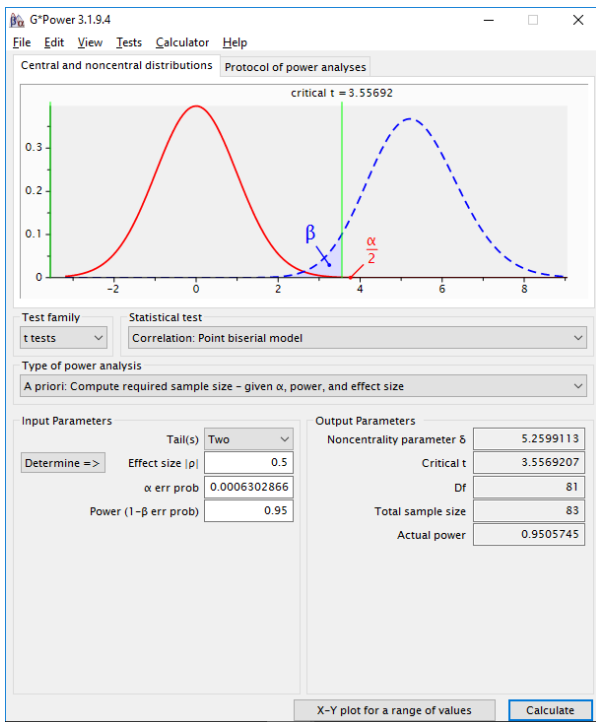 G*Power 3.1.9.4
File Edit View Tests Calculator Help
Central and noncentral distributions Protocol of power analyses
critical t = 3.55692
0.3
0.2
0.1
0
β
α
2
-2 0 2 4 6 8
Test family Statistical test
t tests Correlation: Point biserial model
Type of power analysis
A priori: Compute required sample size – given α, power, and effect size
Input Parameters Output Parameters
Tail(s) Two Noncentrality parameter δ 5.2599113
Determine => Effect size |ρ| 0.5 Critical t 3.5569207
α err prob 0.0006302866 Df 81
Power (1-β err prob) 0.95 Total sample size 83
Actual power 0.9505745
X-Y plot for a range of values Calculate